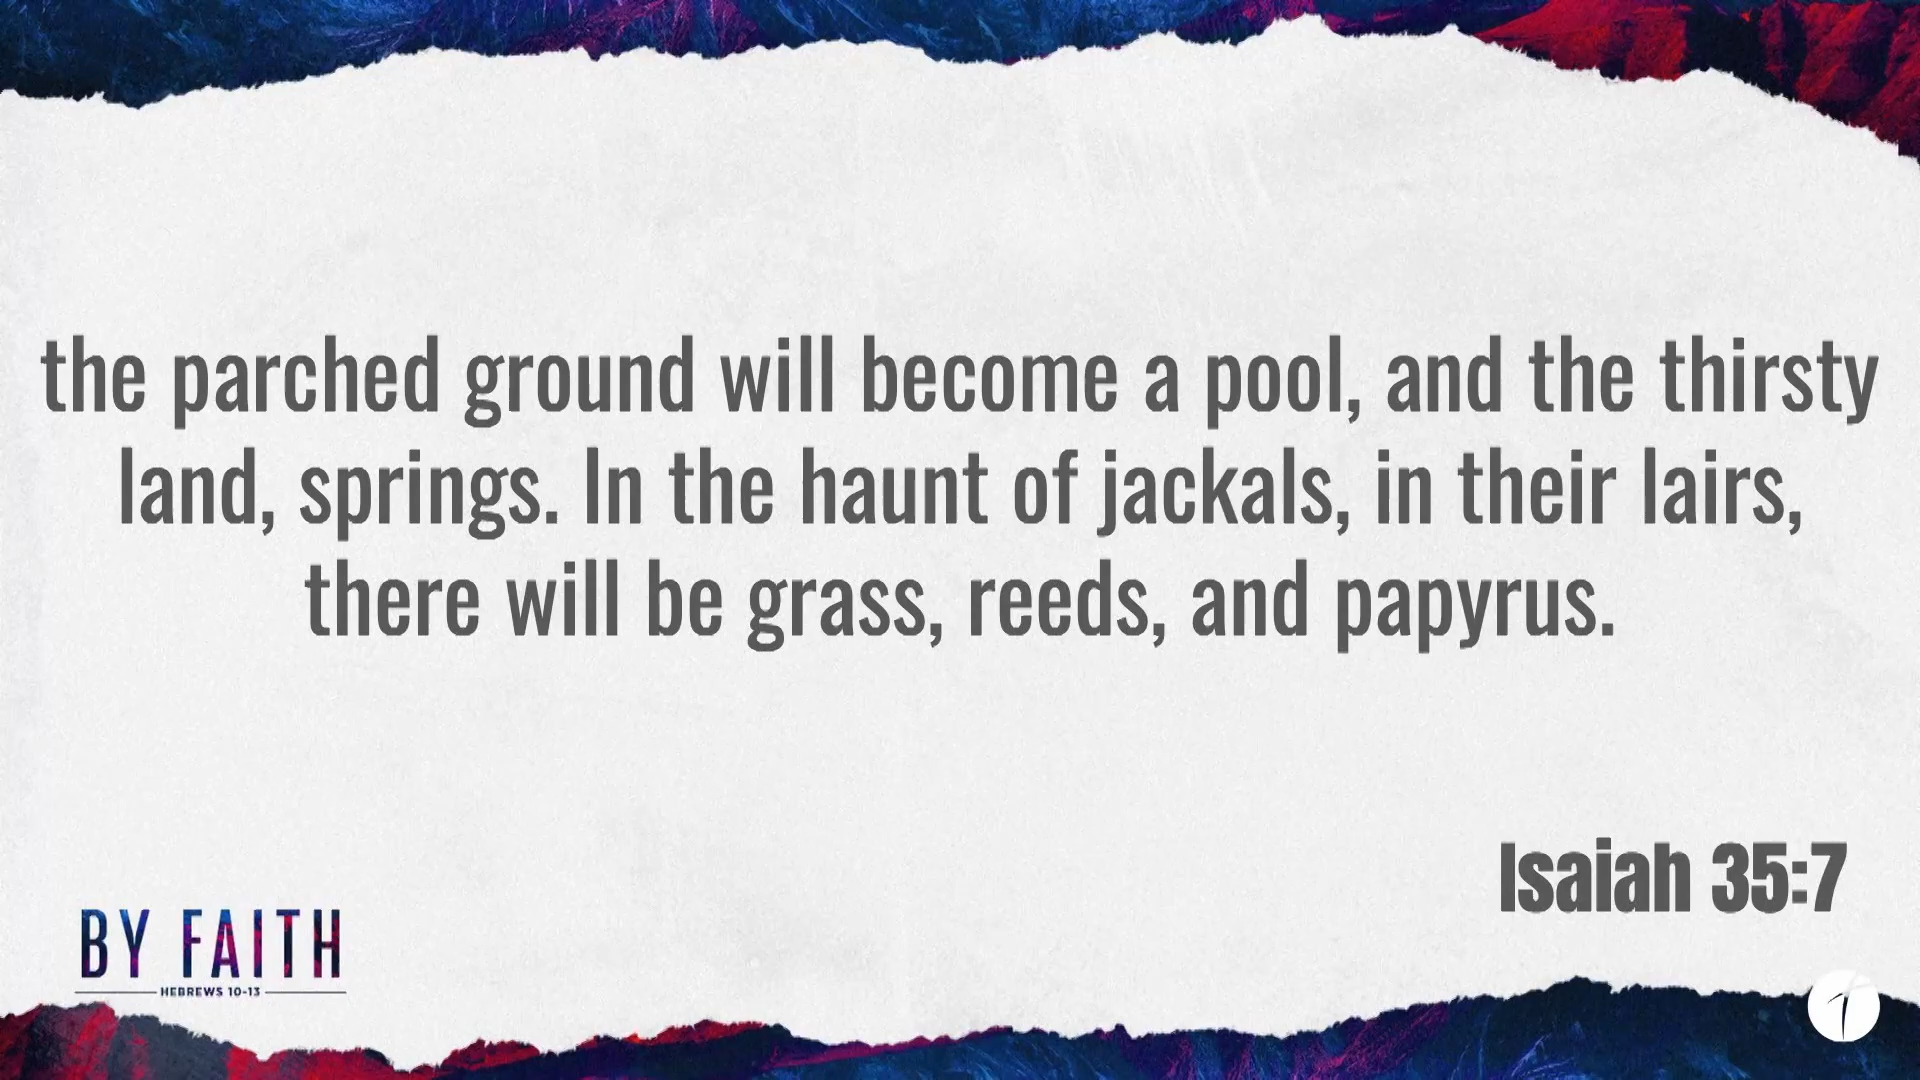 the parched ground will become a pool, and the thirsty
land, springs. In the haunt of jackals, in their lairs,
there will be grass, reeds, and papyrus.
Isaiah 35:7
BY FAITH
HEBREWS 10-13